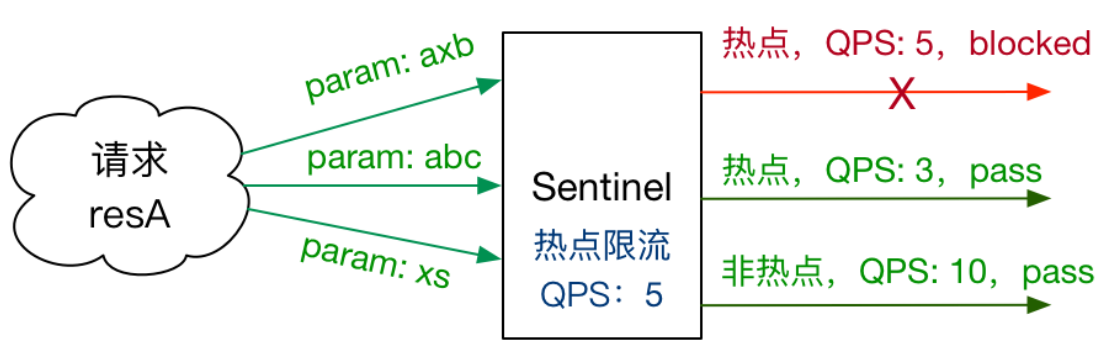 请求
resA
param: axb
param: abc
param: xs
Sentinel
热点限流
QPS：5
热点，QPS: 5，blocked
X
热点，QPS: 3，pass
非热点，QPS: 10，pass